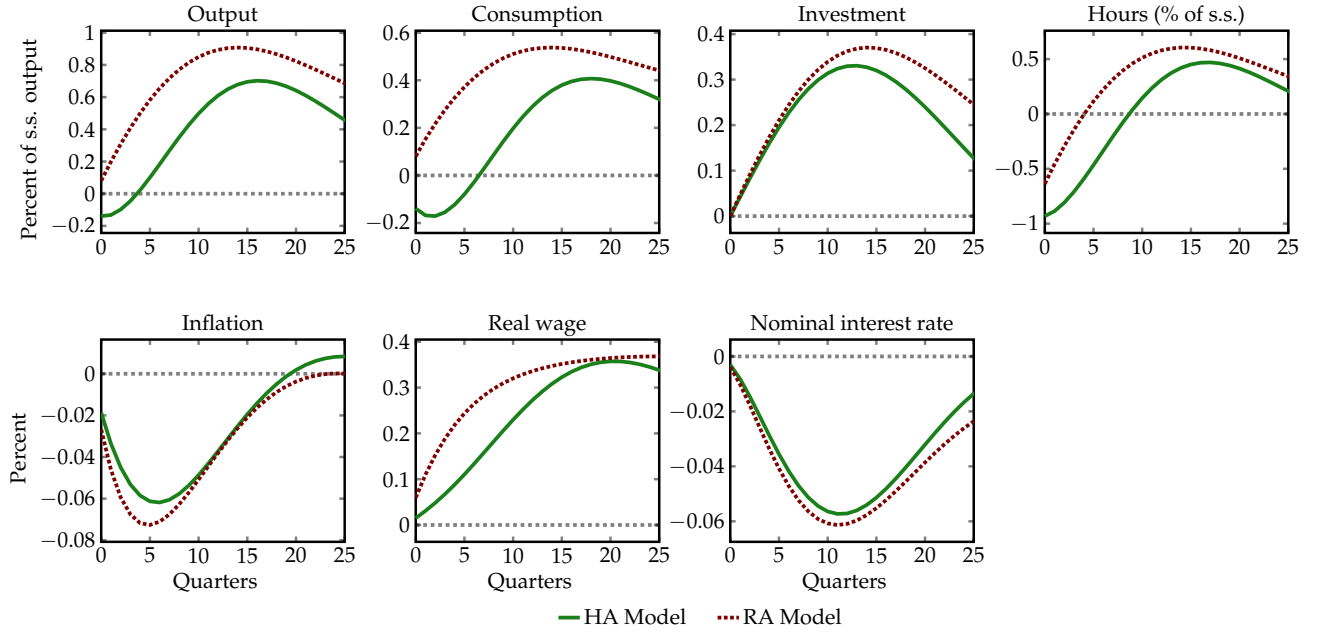 Output Consumption Investment Hours (% of s.s.)
Percent of s.s. output
1
0.8
0.6
0.4
0.2
0
−0.2
0 5 10 15 20 25
0.6
0.4
0.2
0
−0.2
0 5 10 15 20 25
0.4
0.3
0.2
0.1
0
0 5 10 15 20 25
0.5
0
−0.5
−1
0 5 10 15 20 25
Inflation Real wage Nominal interest rate
Percent
0
−0.02
−0.04
−0.06
−0.08
0 5 10 15 20 25
Quarters
0.4
0.3
0.2
0.1
0
0 5 10 15 20 25
Quarters
0
−0.02
−0.04
−0.06
0 5 10 15 20 25
Quarters
HA Model RA Model